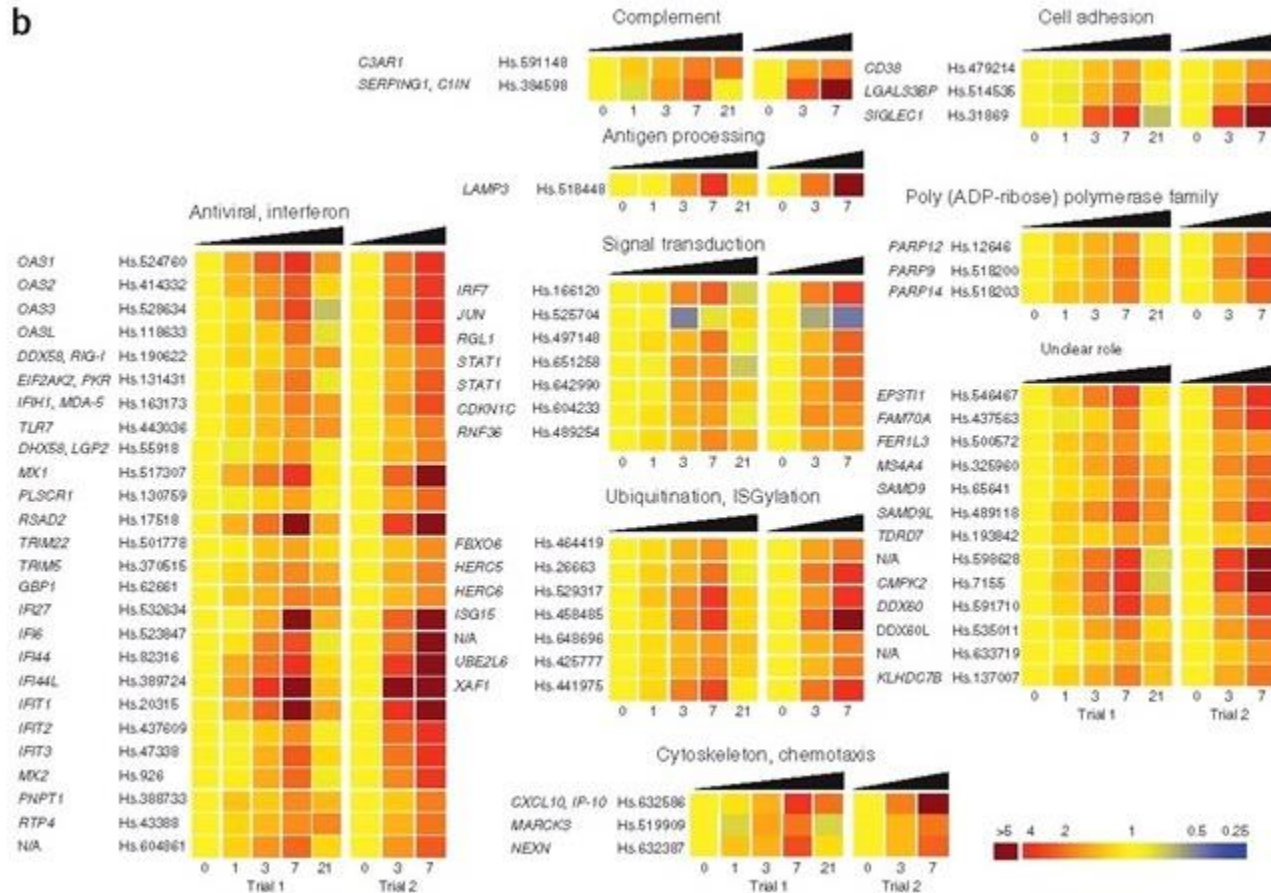 b
Complement
C3AR1 Hs.591148
SERPING1, C1IN Hs.384598
0 1 3 7 21 0 3 7
Cell adhesion
CD38 Hs.479214
LGALS3BP Hs.514535
SIGLEC1 Hs.31869
0 1 3 7 21 0 3 7
Antigen processing
LAMP3 Hs.518448
0 1 3 7 21 0 3 7
Poly (ADP-ribose) polymerase family
PARP12 Hs.12646
PARP9 Hs.518200
PARP14 Hs.518203
0 1 3 7 21 0 3 7
Antiviral, interferon
OAS1 Hs.524760
OAS2 Hs.414332
OAS3 Hs.528634
OASL Hs.118633
DDX58, RIG-I Hs.190622
EIF2AK2, PKR Hs.131431
IFIH1, MDA-5 Hs.163173
TLR7 Hs.443036
DHX58, LGP2 Hs.55918
MX1 Hs.517307
PLSCR1 Hs.130759
RSAD2 Hs.17518
TRIM22 Hs.501778
TRIM5 Hs.370515
GBP1 Hs.62661
IFI27 Hs.532634
IFI6 Hs.523847
IFI44 Hs.82316
IFI44L Hs.389724
IFIT1 Hs.20315
IFIT2 Hs.437609
IFIT3 Hs.47338
MX2 Hs.926
PNPT1 Hs.388733
RTP4 Hs.43388
N/A Hs.604861
0 1 3 7 21 0 3 7
Trial 1 Trial 2
Signal transduction
IRF7 Hs.166120
JUN Hs.525704
RGL1 Hs.497148
STAT1 Hs.651258
STAT1 Hs.642990
CDKN1C Hs.604233
RNF36 Hs.489254
0 1 3 7 21 0 3 7
Ubiquitination, ISGylation
FBXO6 Hs.464419
HERC5 Hs.26663
HERC6 Hs.529317
ISG15 Hs.458485
N/A Hs.648696
UBE2L6 Hs.425777
XAF1 Hs.441975
0 1 3 7 21 0 3 7
Unclear role
EPSTI1 Hs.546467
FAM70A Hs.437563
FER1L3 Hs.500572
MS4A4 Hs.325960
SAMD9 Hs.65641
SAMD9L Hs.489118
TDRD7 Hs.193842
N/A Hs.598628
CMPK2 Hs.7155
DDX60 Hs.591710
DDX60L Hs.535011
N/A Hs.633719
KLHDC7B Hs.137007
0 1 3 7 21 0 3 7
Trial 1 Trial 2
Cytoskeleton, chemotaxis
CXCL10, IP-10 Hs.632586
MARCKS Hs.519909
NEXN Hs.632387
0 1 3 7 21 0 3 7
Trial 1 Trial 2
>5 4 2 1 0.5 0.25